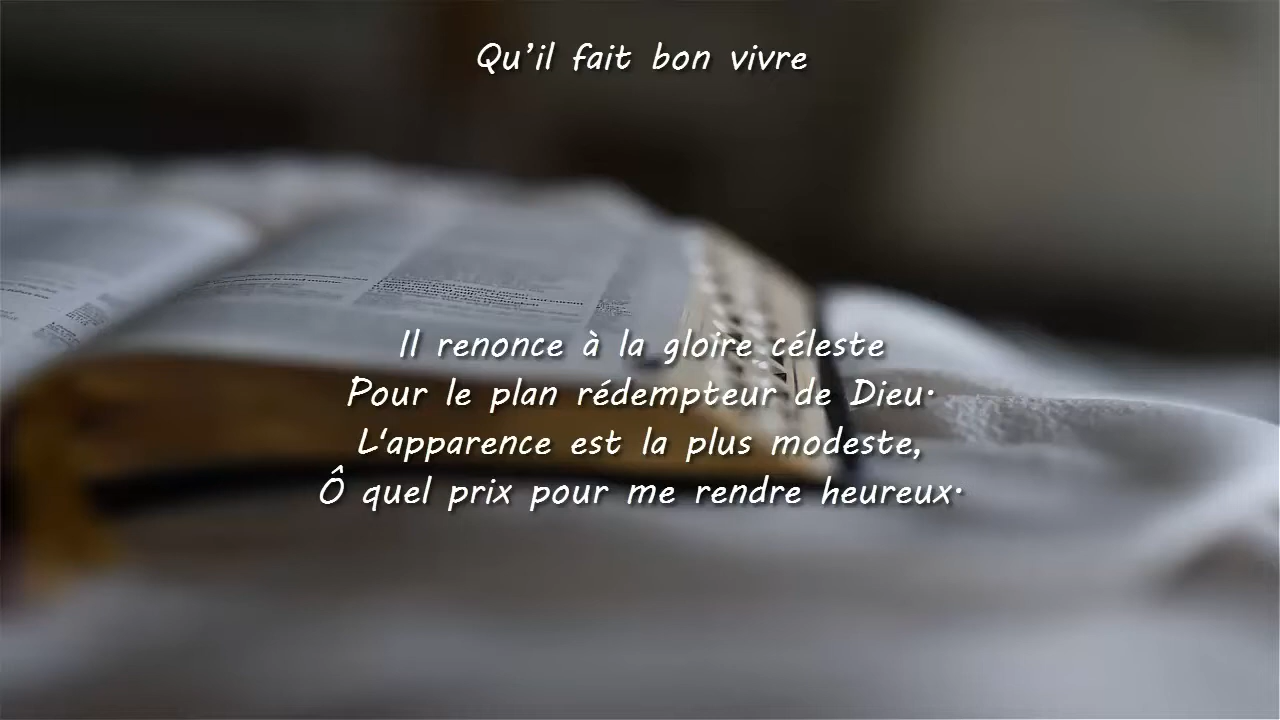 Qu'il fait bon vivre
Il renonce à la gloire céleste
Pour le plan rédempteur de Dieu.
L'apparence est la plus modeste,
Ô quel prix pour me rendre heureux.